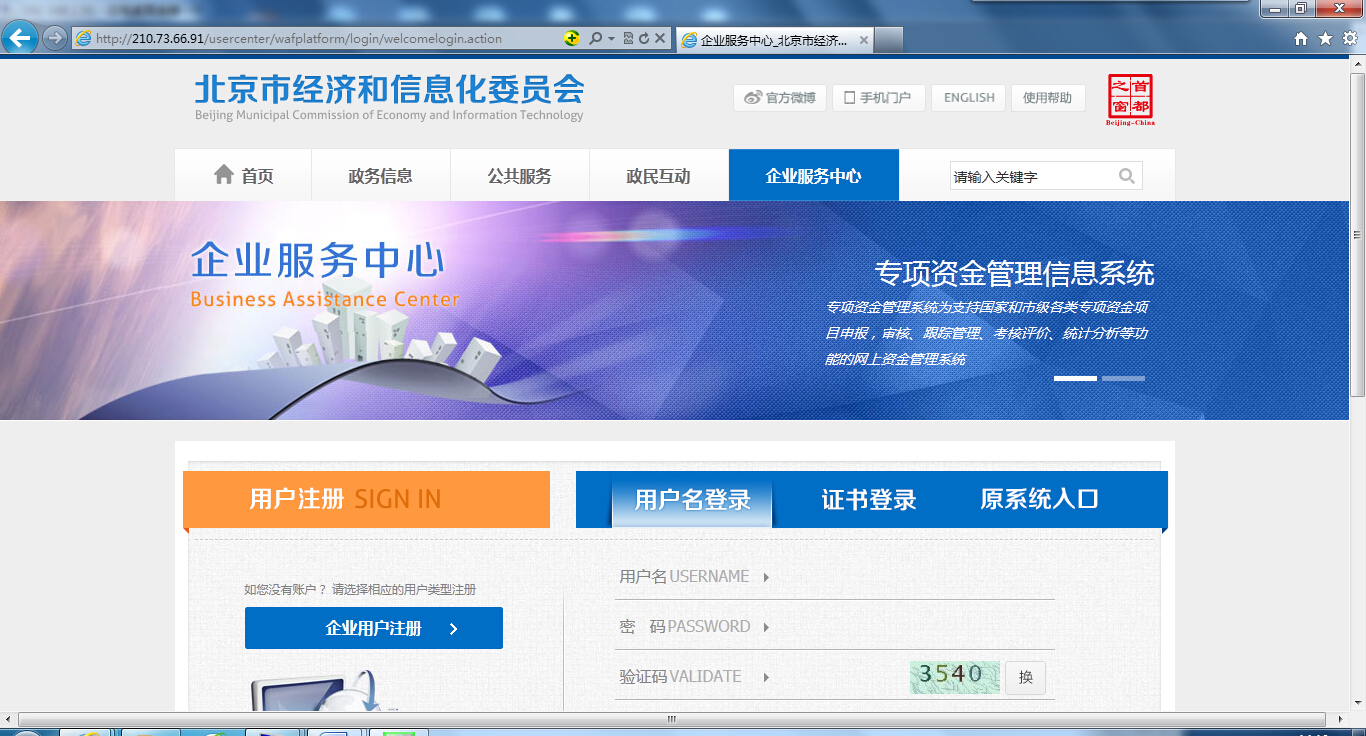 http://210.73.66.91/usercenter/wafplatform/login/welcomelogin.action
企业服务中心_北京市经济...
北京市经济和信息化委员会
Beijing Municipal Commission of Economy and Information Technology
官方微博
手机门户
ENGLISH
使用帮助
首都之窗
Beijing-China
首页
政务信息
公共服务
政民互动
企业服务中心
请输入关键字
企业服务中心
Business Assistance Center
专项资金管理信息系统
专项资金管理系统为支持国家和市级各类专项资金项
目申报，审核、跟踪管理、考核评价、统计分析等功
能的网上资金管理系统
用户注册 SIGN IN
用户名登录
证书登录
原系统入口
如您没有账户？ 请选择相应的用户类型注册
企业用户注册
用户名 USERNAME
密 码 PASSWORD
验证码 VALIDATE
3540
换